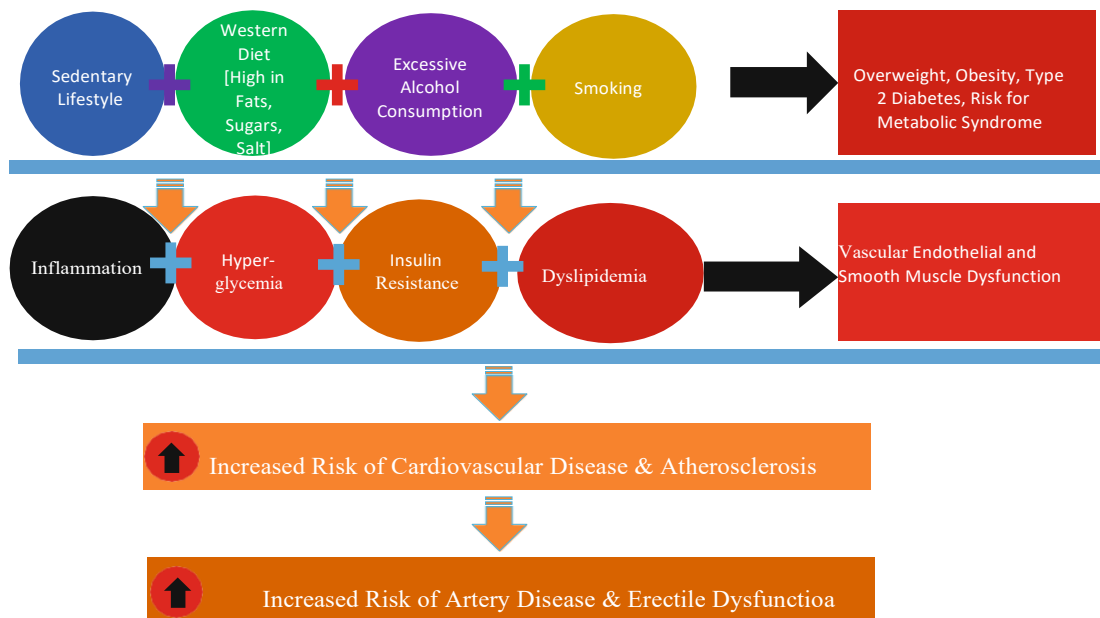 Sedentary
Lifestyle
Western
Diet
[High in
Fats,
Sugars,
Salt]
Excessive
Alcohol
Consumption
Smoking
Overweight, Obesity, Type
2 Diabetes, Risk for
Metabolic Syndrome
Inflammation
Hyper-
glycemia
Insulin
Resistance
Dyslipidemia
Vascular Endothelial and
Smooth Muscle Dysfunction
Increased Risk of Cardiovascular Disease & Atherosclerosis
Increased Risk of Artery Disease & Erectile Dysfunctioa